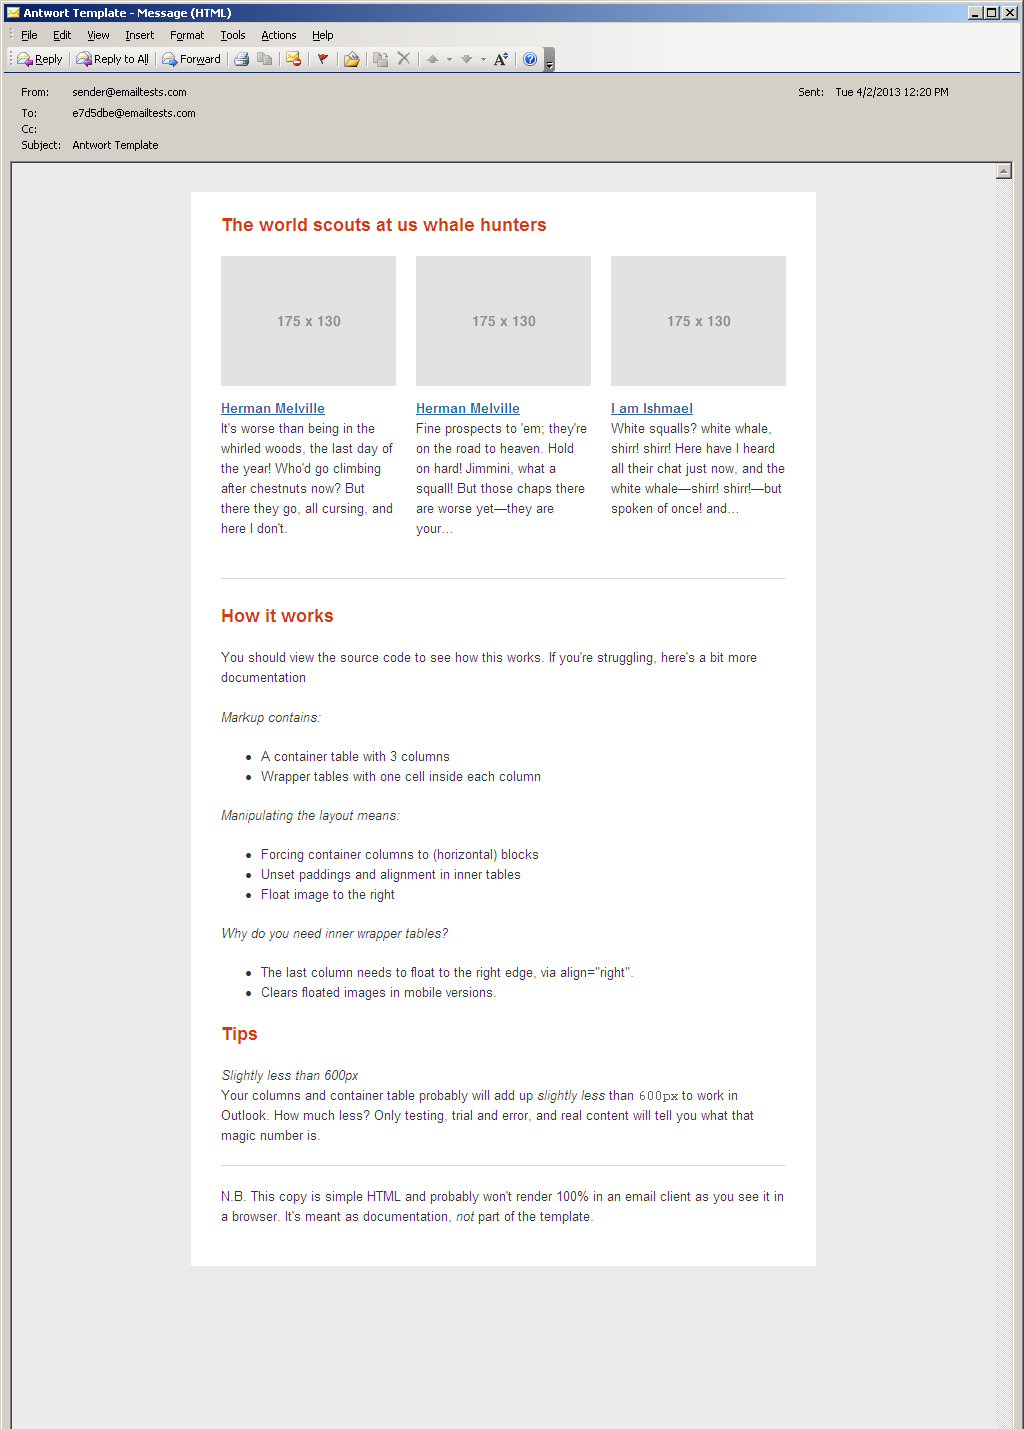 Antwort Template - Message (HTML)
File Edit View Insert Format Tools Actions Help
Reply Reply to All Forward
From: sender@emailtests.com Sent: Tue 4/2/2013 12:20 PM
To: e7d5dbe@emailtests.com
Cc:
Subject: Antwort Template
The world scouts at us whale hunters
175 x 130 175 x 130 175 x 130
Herman Melville
It's worse than being in the
whirled woods, the last day of
the year! Who'd go climbing
after chestnuts now? But
there they go, all cursing, and
here I don't.
Herman Melville
Fine prospects to 'em; they're
on the road to heaven. Hold
on hard! Jimmini, what a
squall! But those chaps there
are worse yet—they are
your…
I am Ishmael
White squalls? white whale,
shirr! shirr! Here have I heard
all their chat just now, and the
white whale—shirr! shirr!—but
spoken of once! and…
How it works
You should view the source code to see how this works. If you're struggling, here's a bit more
documentation
Markup contains:
• A container table with 3 columns
• Wrapper tables with one cell inside each column
Manipulating the layout means:
• Forcing container columns to (horizontal) blocks
• Unset paddings and alignment in inner tables
• Float image to the right
Why do you need inner wrapper tables?
• The last column needs to float to the right edge, via align="right".
• Clears floated images in mobile versions.
Tips
Slightly less than 600px
Your columns and container table probably will add up slightly less than 600px to work in
Outlook. How much less? Only testing, trial and error, and real content will tell you what that
magic number is.
N.B. This copy is simple HTML and probably won't render 100% in an email client as you see it in
a browser. It's meant as documentation, not part of the template.